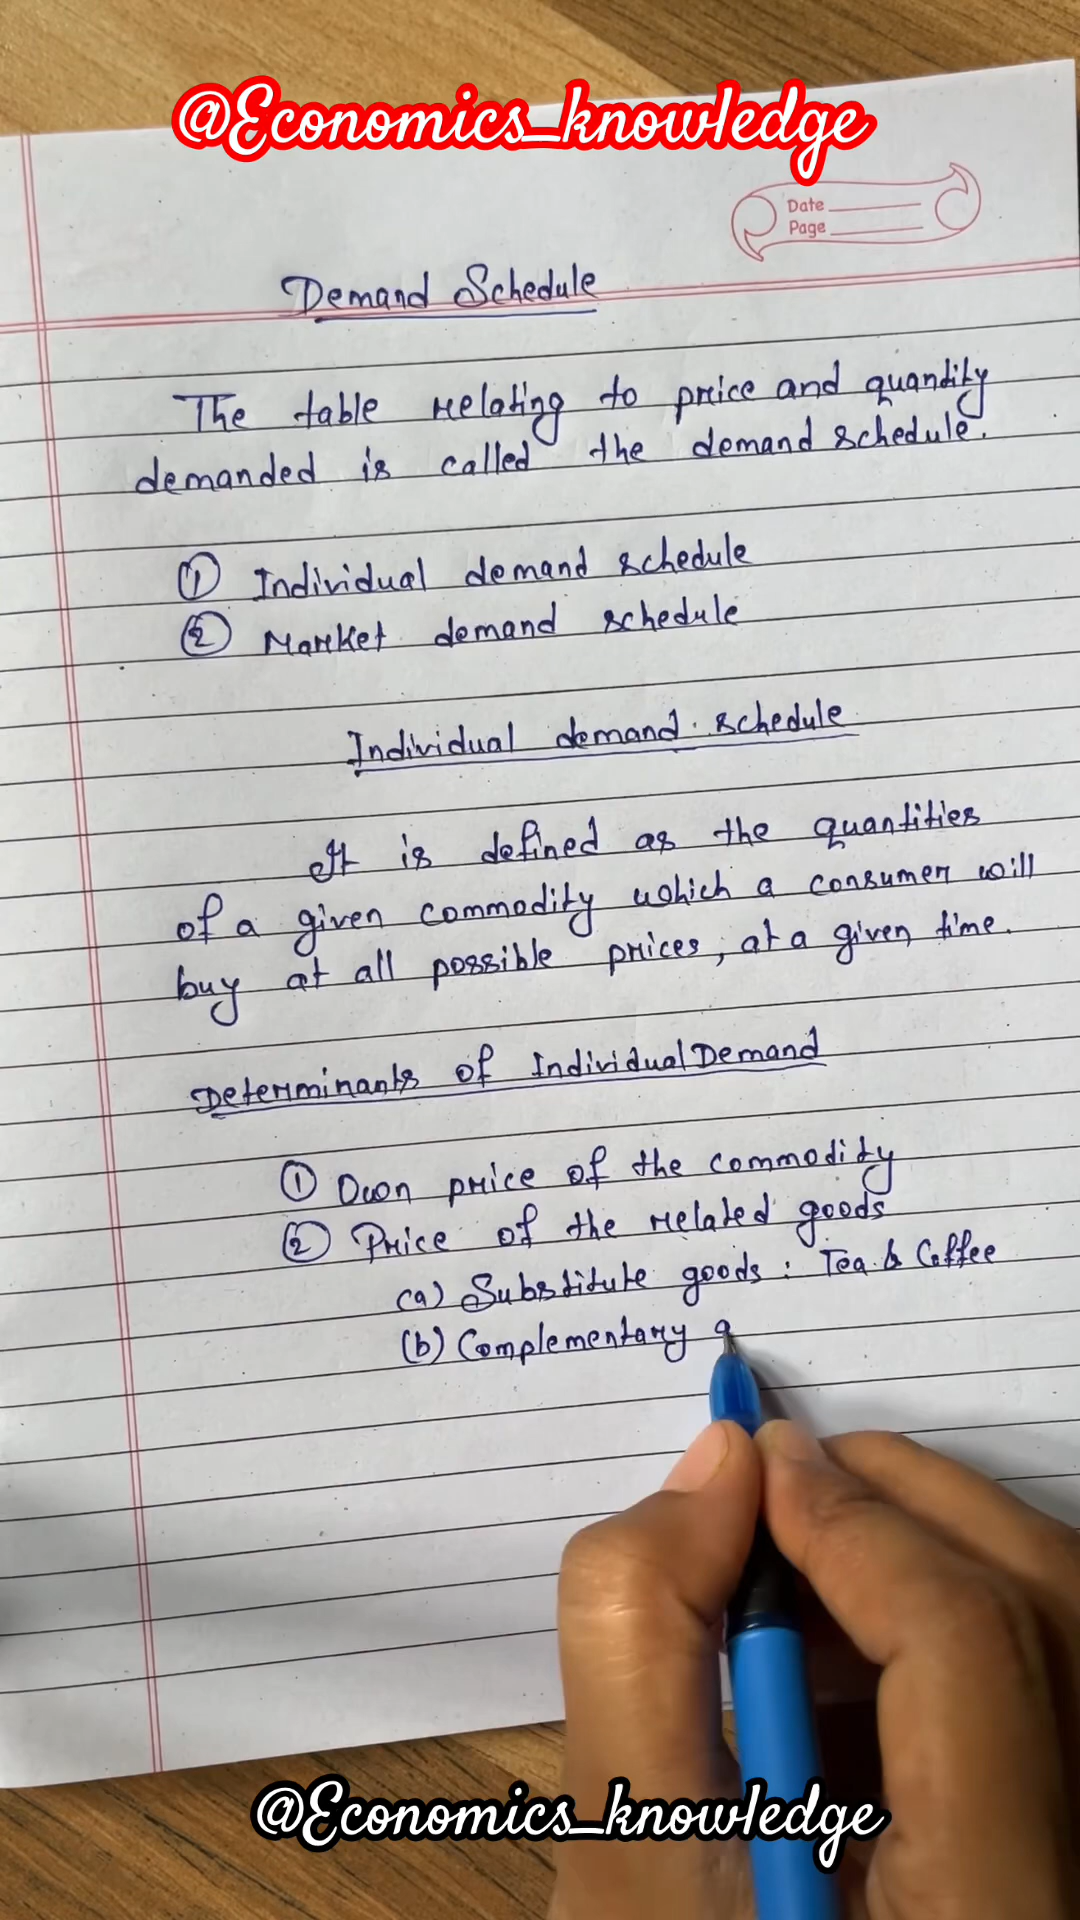 @Economics_knowledge
Date
Page
Demand Schedule
The table relating to price and quantity
demanded is called the demand schedule.
① Individual demand schedule
② Market demand schedule
Individual demand schedule
It is defined as the quantities
of a given commodity which a consumer will
buy at all possible prices, at a given time.
Determinants of Individual Demand
① Own price of the commodity
② Price of the related goods
(a) Substitute goods : Tea & Coffee
(b) Complementary g
@Economics_knowledge